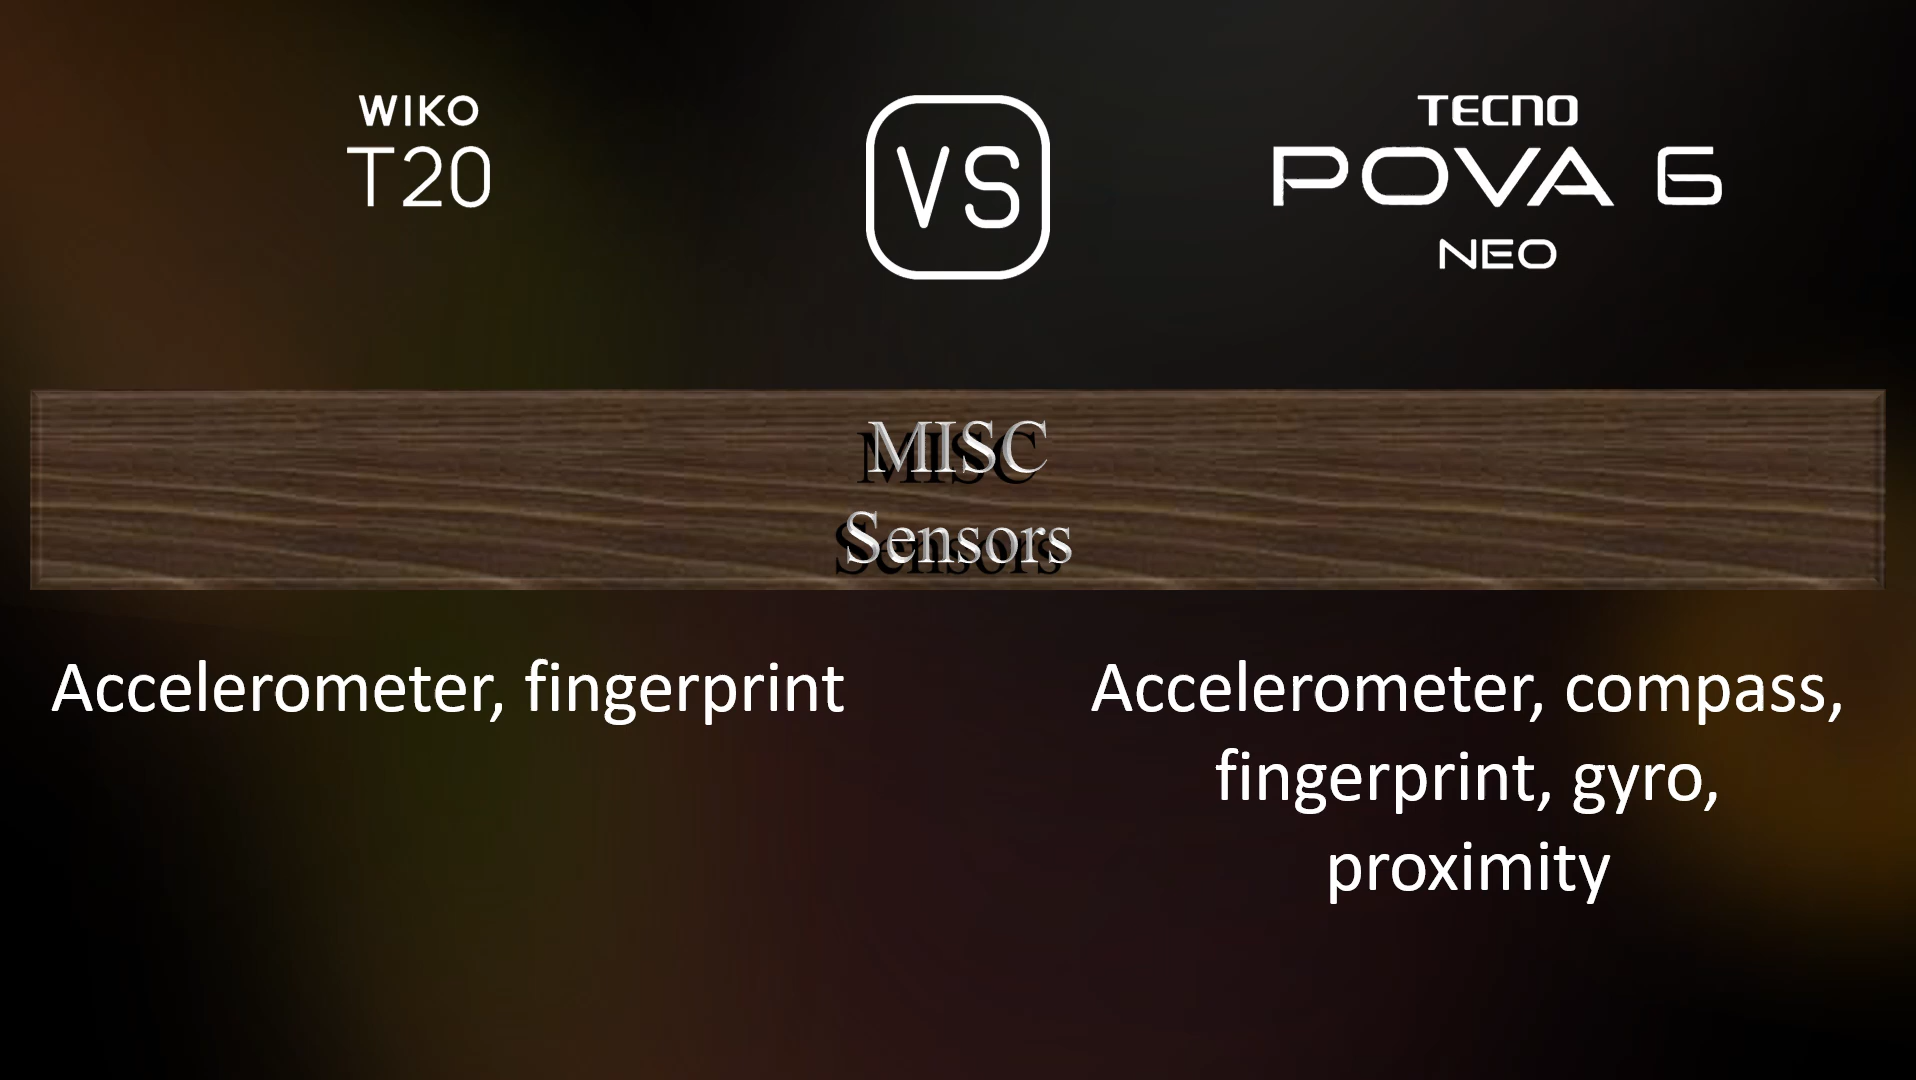 WIKO
T20
VS
TECNO
POVA 6
NEO
MISC
Sensors
Accelerometer, fingerprint
Accelerometer, compass,
fingerprint, gyro,
proximity